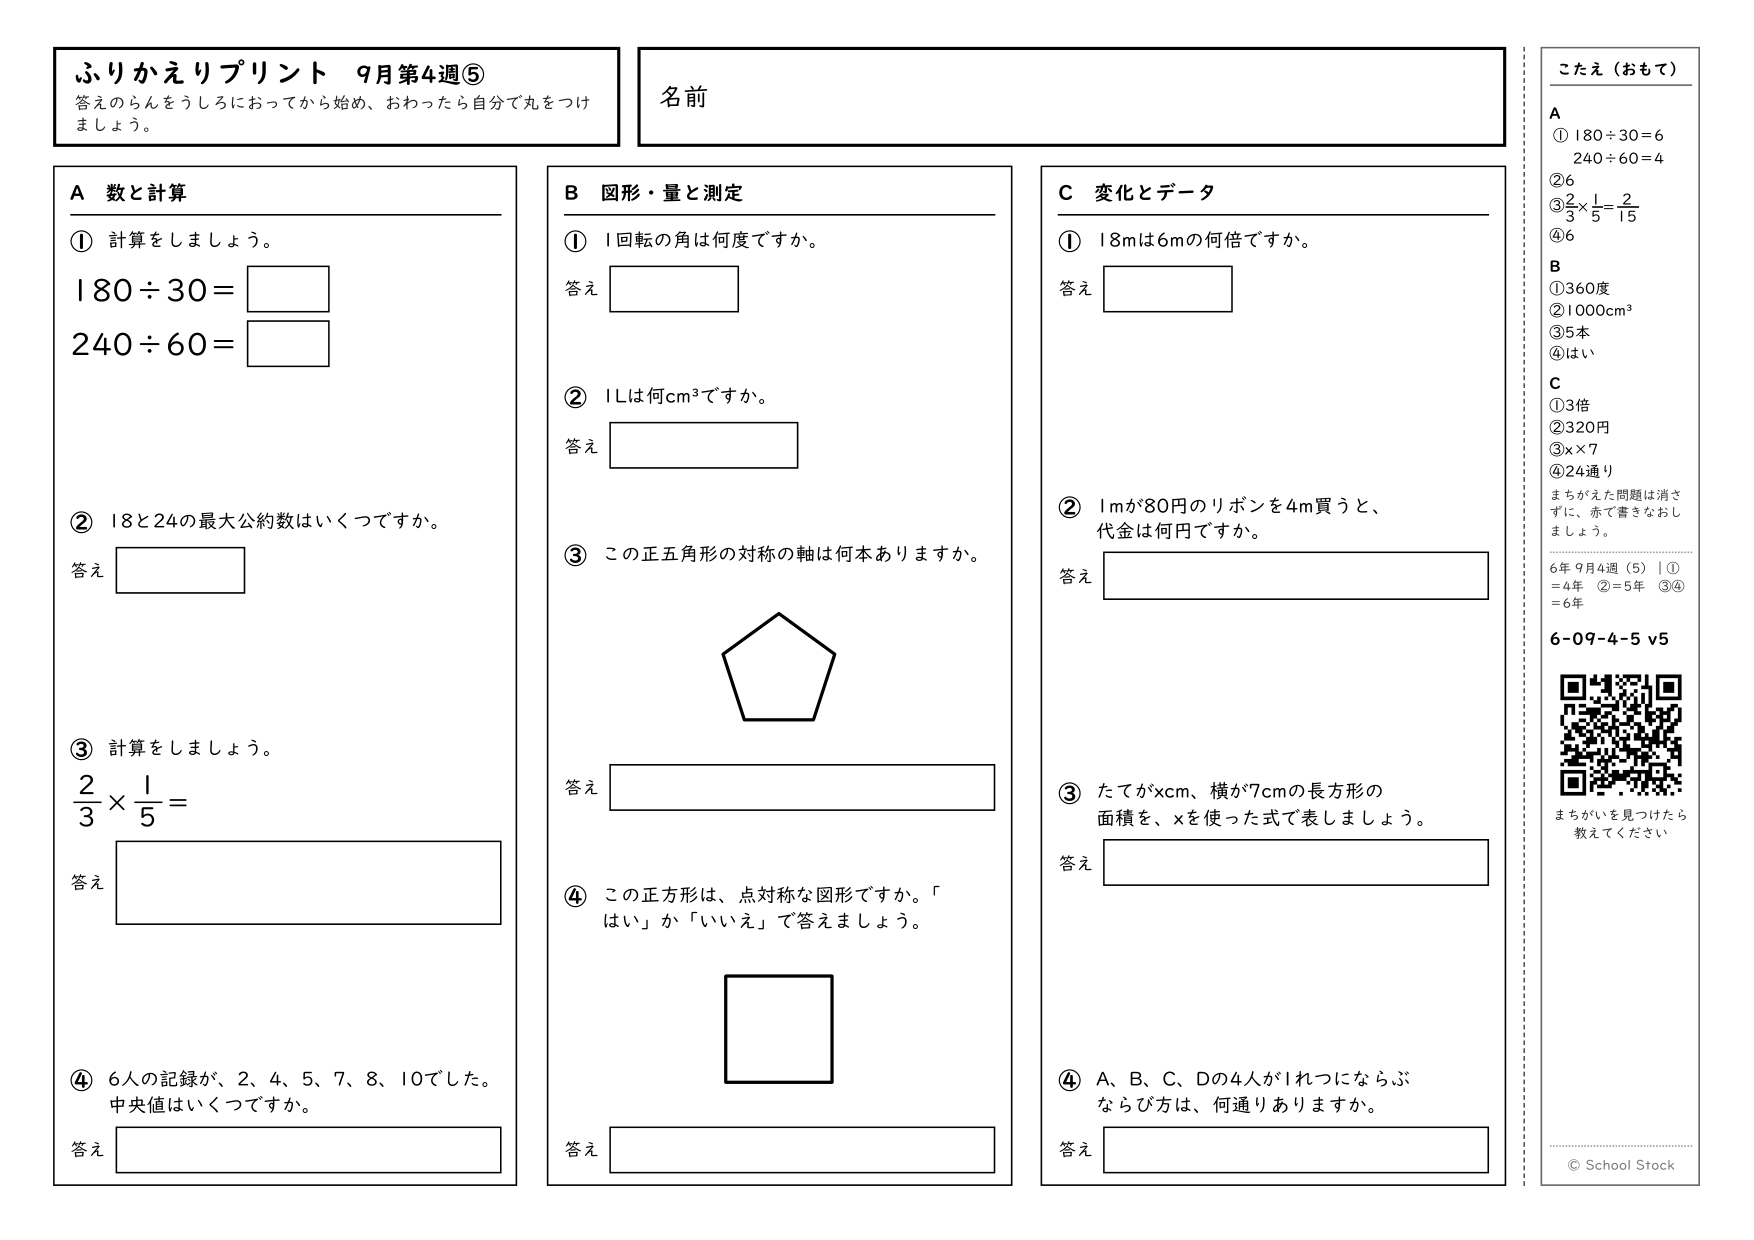 ふりかえりプリント　9月第4週⑤
答えのらんをうしろにおってから始め、おわったら自分で丸をつけ
ましょう。
名前
A　数と計算
① 計算をしましょう。
180÷30＝
240÷60＝
② 18と24の最大公約数はいくつですか。
答え
③ 計算をしましょう。
2/3×1/5＝
答え
④ 6人の記録が、2、4、5、7、8、10でした。
中央値はいくつですか。
答え
B　図形・量と測定
① 1回転の角は何度ですか。
答え
② 1Lは何cm³ですか。
答え
③ この正五角形の対称の軸は何本ありますか。
答え
④ この正方形は、点対称な図形ですか。「
はい」か「いいえ」で答えましょう。
答え
C　変化とデータ
① 18mは6mの何倍ですか。
答え
② 1mが80円のリボンを4m買うと、
代金は何円ですか。
答え
③ たてがxcm、横が7cmの長方形の
面積を、xを使った式で表しましょう。
答え
④ A、B、C、Dの4人が1れつにならぶ
ならび方は、何通りありますか。
答え
こたえ（おもて）
A
① 180÷30＝6
240÷60＝4
②6
③2/3×1/5＝2/15
④6
B
①360度
②1000cm³
③5本
④はい
C
①3倍
②320円
③x×7
④24通り
まちがえた問題は消さ
ずに、赤で書きなおし
ましょう。
6年 9月4週（5）｜①
＝4年　②＝5年　③④
＝6年
6-09-4-5 v5
まちがいを見つけたら
教えてください
© School Stock